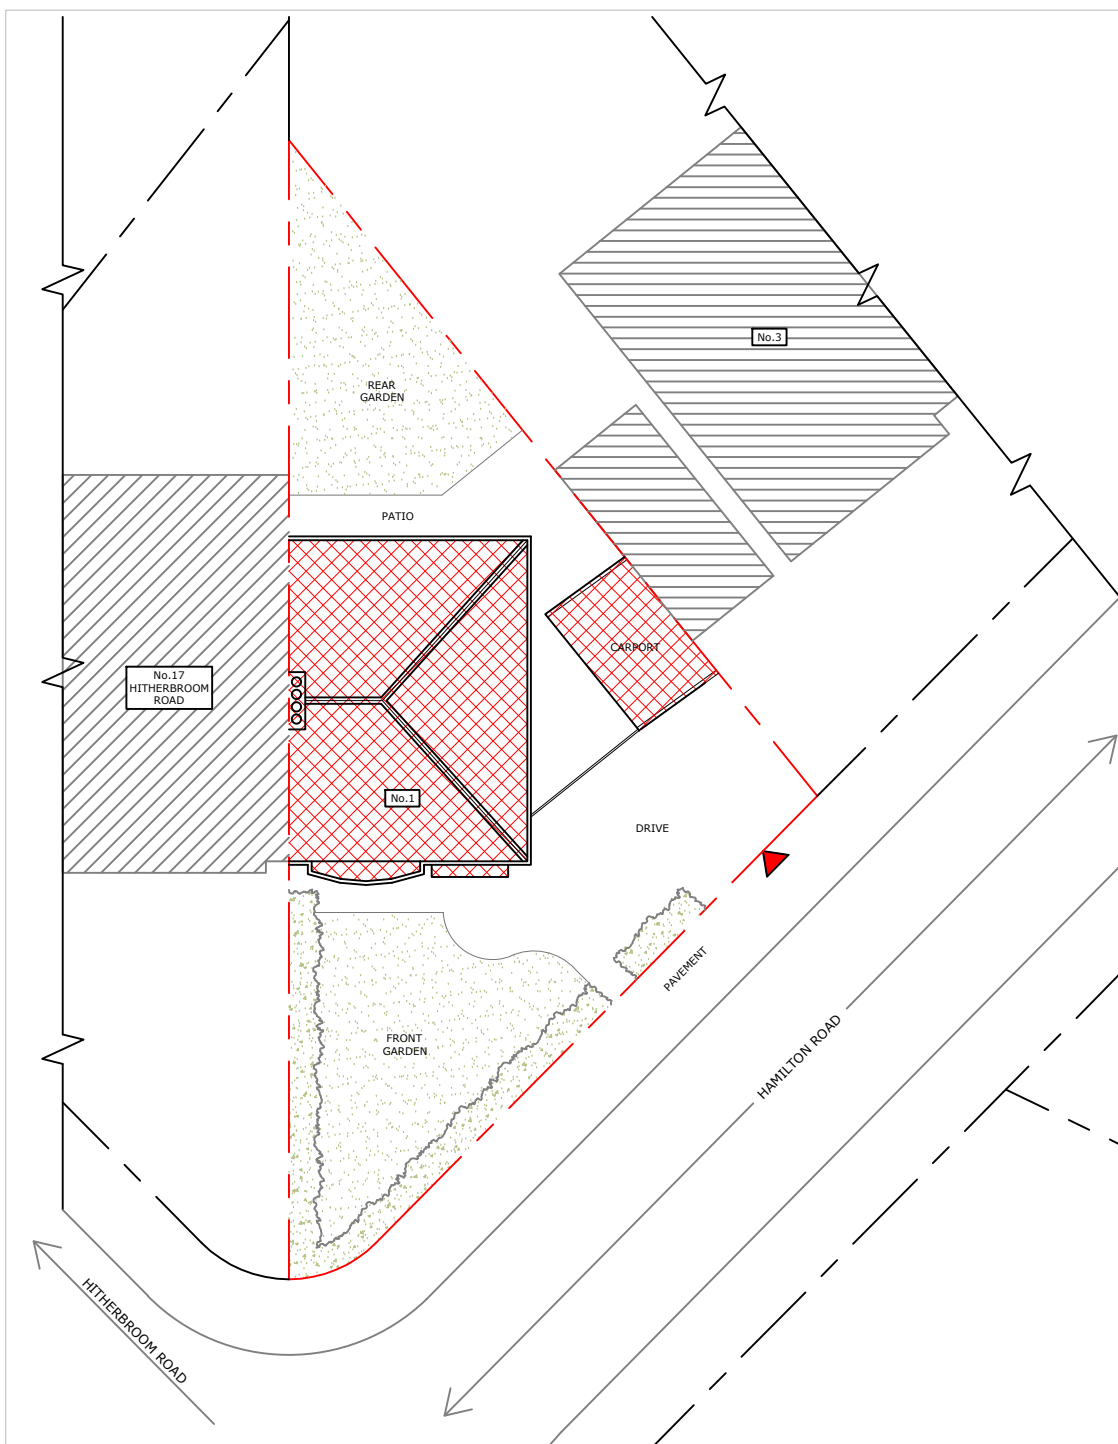 No.3
REAR
GARDEN
PATIO
CARPORT
No.17
HITHERBROOM
ROAD
No.1
DRIVE
PAVEMENT
FRONT
GARDEN
HAMILTON ROAD
HITHERBROOM ROAD